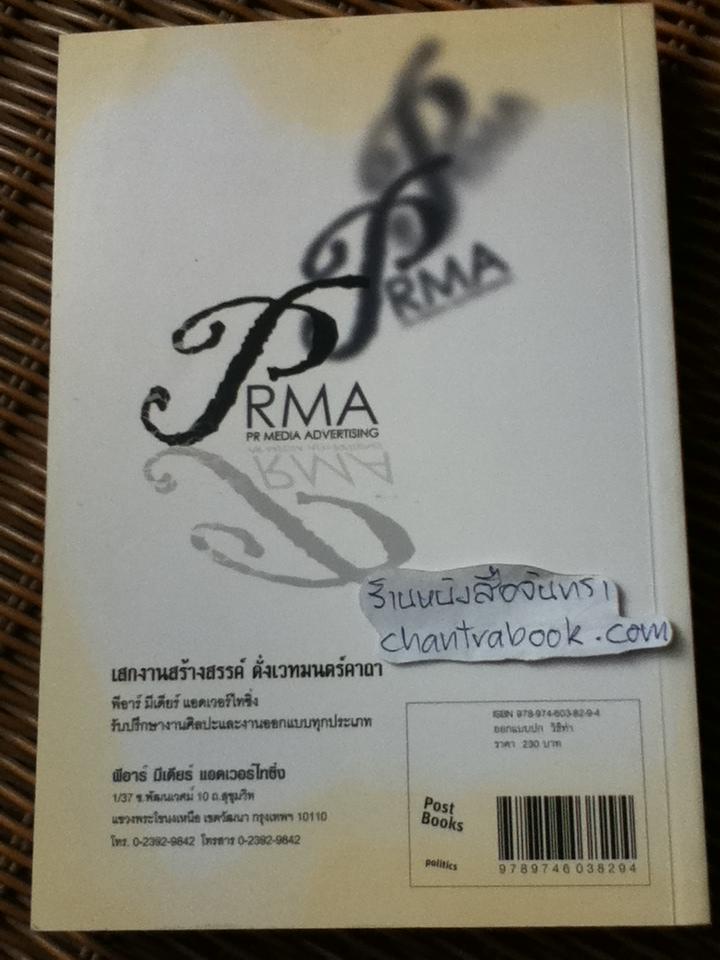 PRMA
PRMA
PR MEDIA ADVERTISING
ร้านหนังสือจันทรา
chantrabook.com
เสกงานสร้างสรรค์ ดั่งเวทมนตร์คาถา
พีอาร์ มีเดียร์ แอดเวอร์ไทซิ่ง
รับปรึกษางานศิลปะและงานออกแบบทุกประเภท
พีอาร์ มีเดียร์ แอดเวอร์ไทซิ่ง
1/37 ซ.พัฒนเวศม์ 10 ถ.สุขุมวิท
แขวงพระโขนงเหนือ เขตวัฒนา กรุงเทพฯ 10110
โทร. 0-2392-9642 โทรสาร 0-2392-9642
ISBN 978-974-603-82-9-4
ออกแบบปก วิธีทำ
ราคา 230 บาท
Post
Books
politics
9789746038294